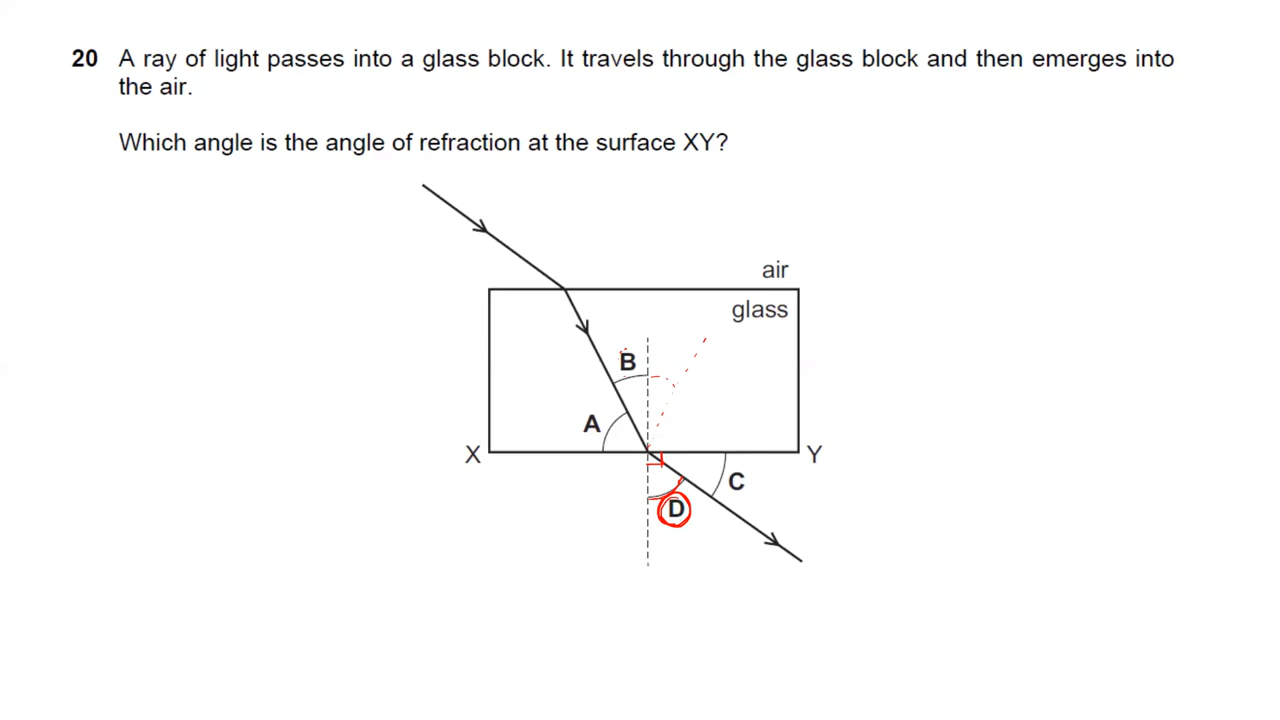 20 A ray of light passes into a glass block. It travels through the glass block and then emerges into
the air.
Which angle is the angle of refraction at the surface XY?
air
glass
B
A
X
Y
C
D